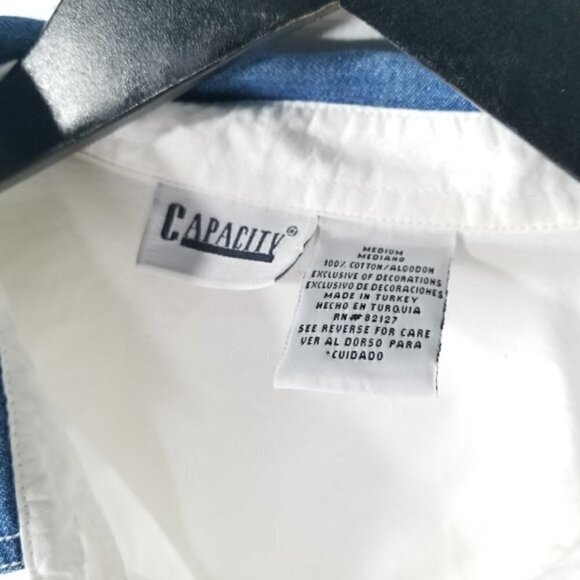 CAPACITY®
MEDIUM
MEDIANO
100% COTTON/ALGODON
EXCLUSIVE OF DECORATIONS
EXCLUSIVO DE DECORACIONES
MADE IN TURKEY
HECHO EN TURQUIA
RN# 82127
SEE REVERSE FOR CARE
VER AL DORSO PARA
*CUIDADO